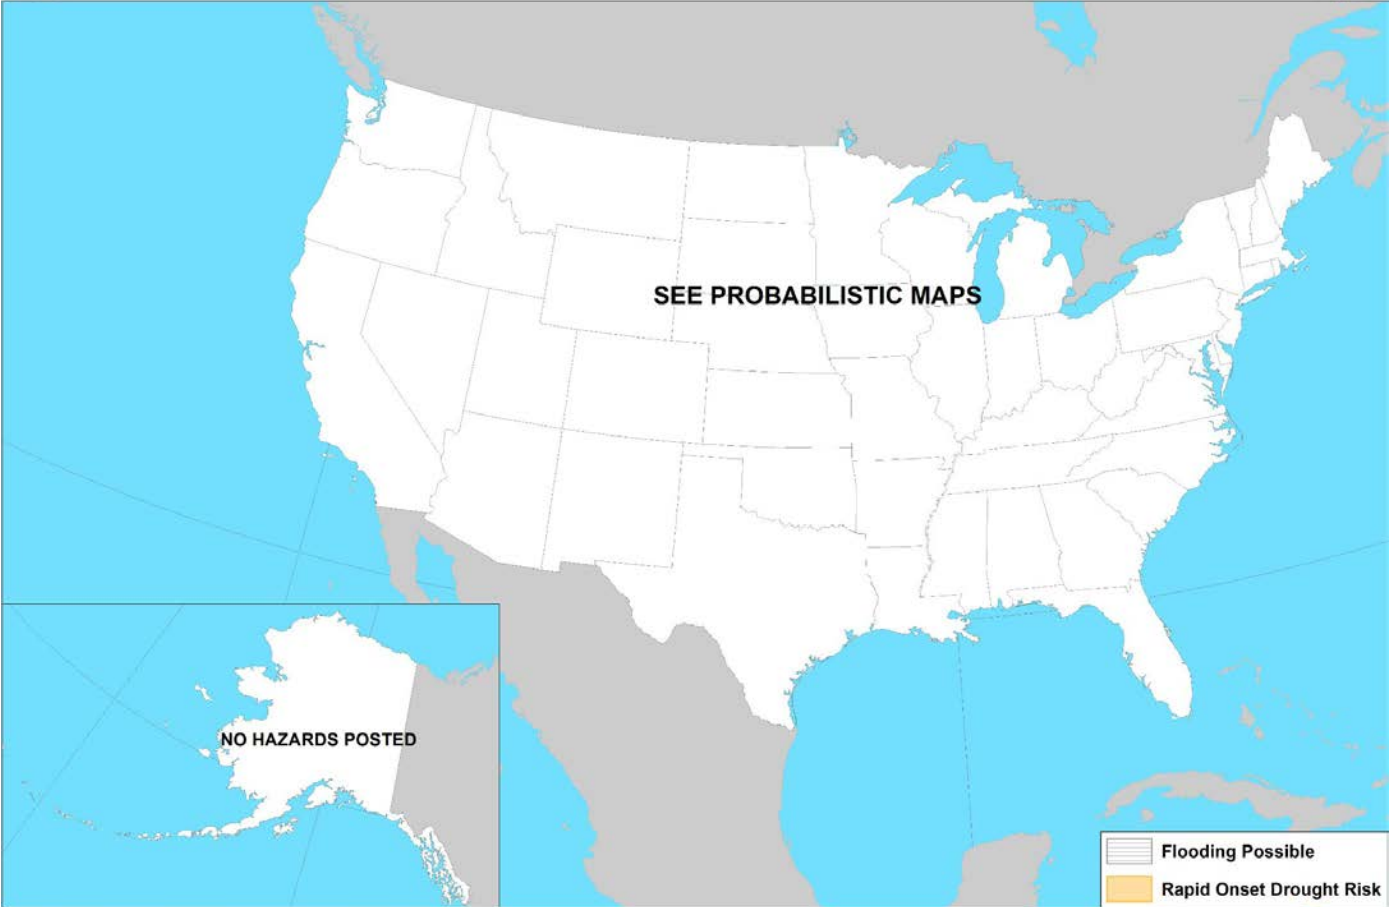 SEE PROBABILISTIC MAPS
NO HAZARDS POSTED
Flooding Possible
Rapid Onset Drought Risk